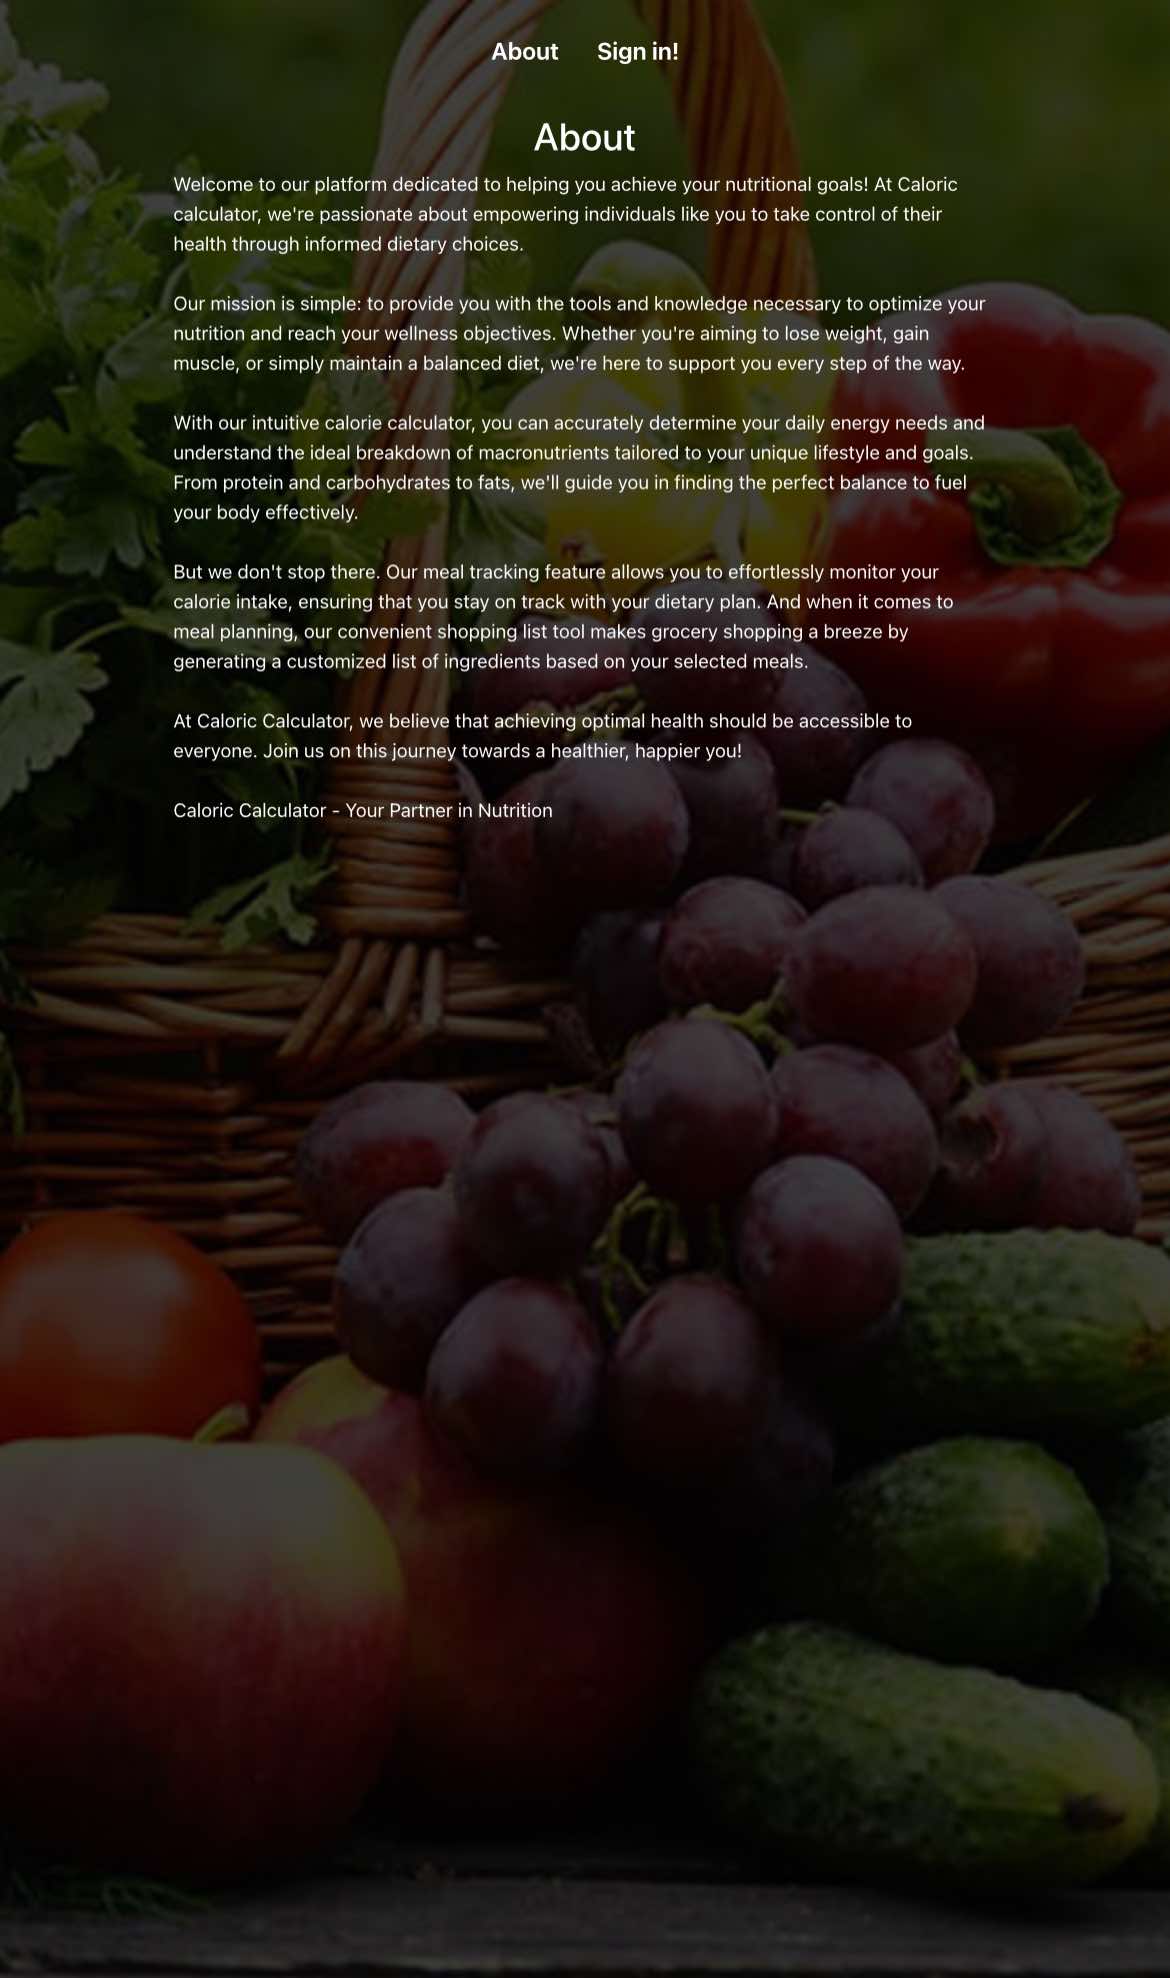 About Sign in!
About
Welcome to our platform dedicated to helping you achieve your nutritional goals! At Caloric
calculator, we're passionate about empowering individuals like you to take control of their
health through informed dietary choices.
Our mission is simple: to provide you with the tools and knowledge necessary to optimize your
nutrition and reach your wellness objectives. Whether you're aiming to lose weight, gain
muscle, or simply maintain a balanced diet, we're here to support you every step of the way.
With our intuitive calorie calculator, you can accurately determine your daily energy needs and
understand the ideal breakdown of macronutrients tailored to your unique lifestyle and goals.
From protein and carbohydrates to fats, we'll guide you in finding the perfect balance to fuel
your body effectively.
But we don't stop there. Our meal tracking feature allows you to effortlessly monitor your
calorie intake, ensuring that you stay on track with your dietary plan. And when it comes to
meal planning, our convenient shopping list tool makes grocery shopping a breeze by
generating a customized list of ingredients based on your selected meals.
At Caloric Calculator, we believe that achieving optimal health should be accessible to
everyone. Join us on this journey towards a healthier, happier you!
Caloric Calculator - Your Partner in Nutrition